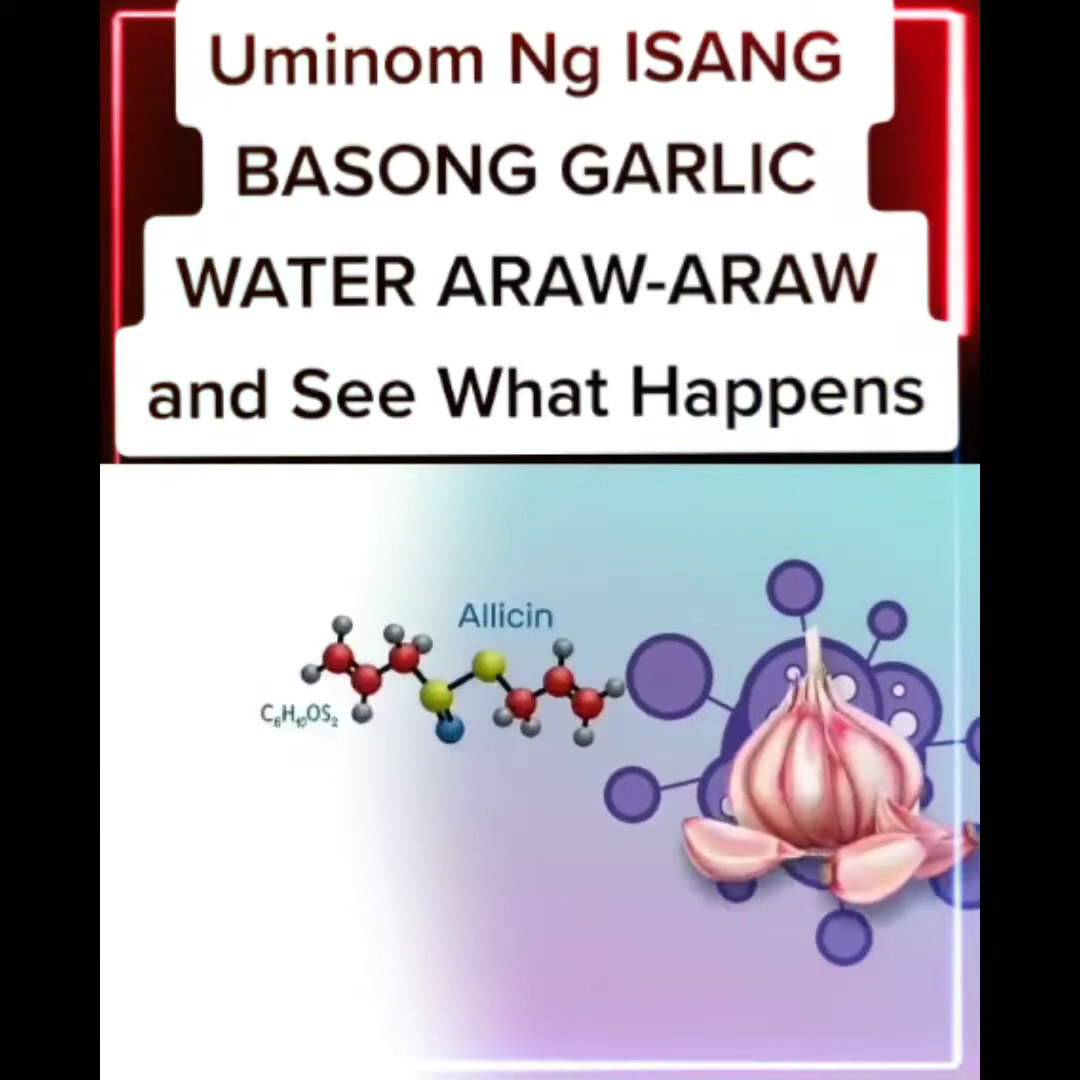 Uminom Ng ISANG
BASONG GARLIC
WATER ARAW-ARAW
and See What Happens
Allicin
C₆H₁₀OS₂